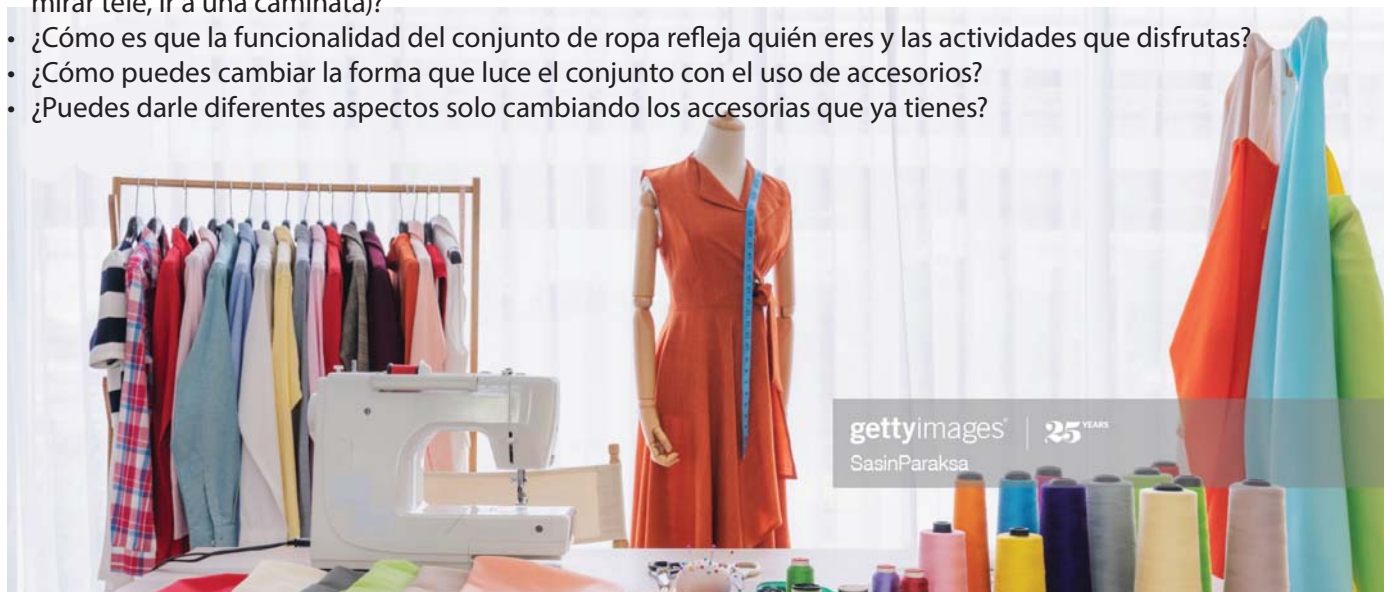 mirar tele, ir a una caminata)?
• ¿Cómo es que la funcionalidad del conjunto de ropa refleja quién eres y las actividades que disfrutas?
• ¿Cómo puedes cambiar la forma que luce el conjunto con el uso de accesorios?
• ¿Puedes darle diferentes aspectos solo cambiando los accesorias que ya tienes?
gettyimages® | 25 YEARS
SasinParaksa